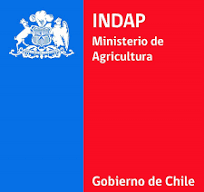 INDAP
Ministerio de
Agricultura
Gobierno de Chile